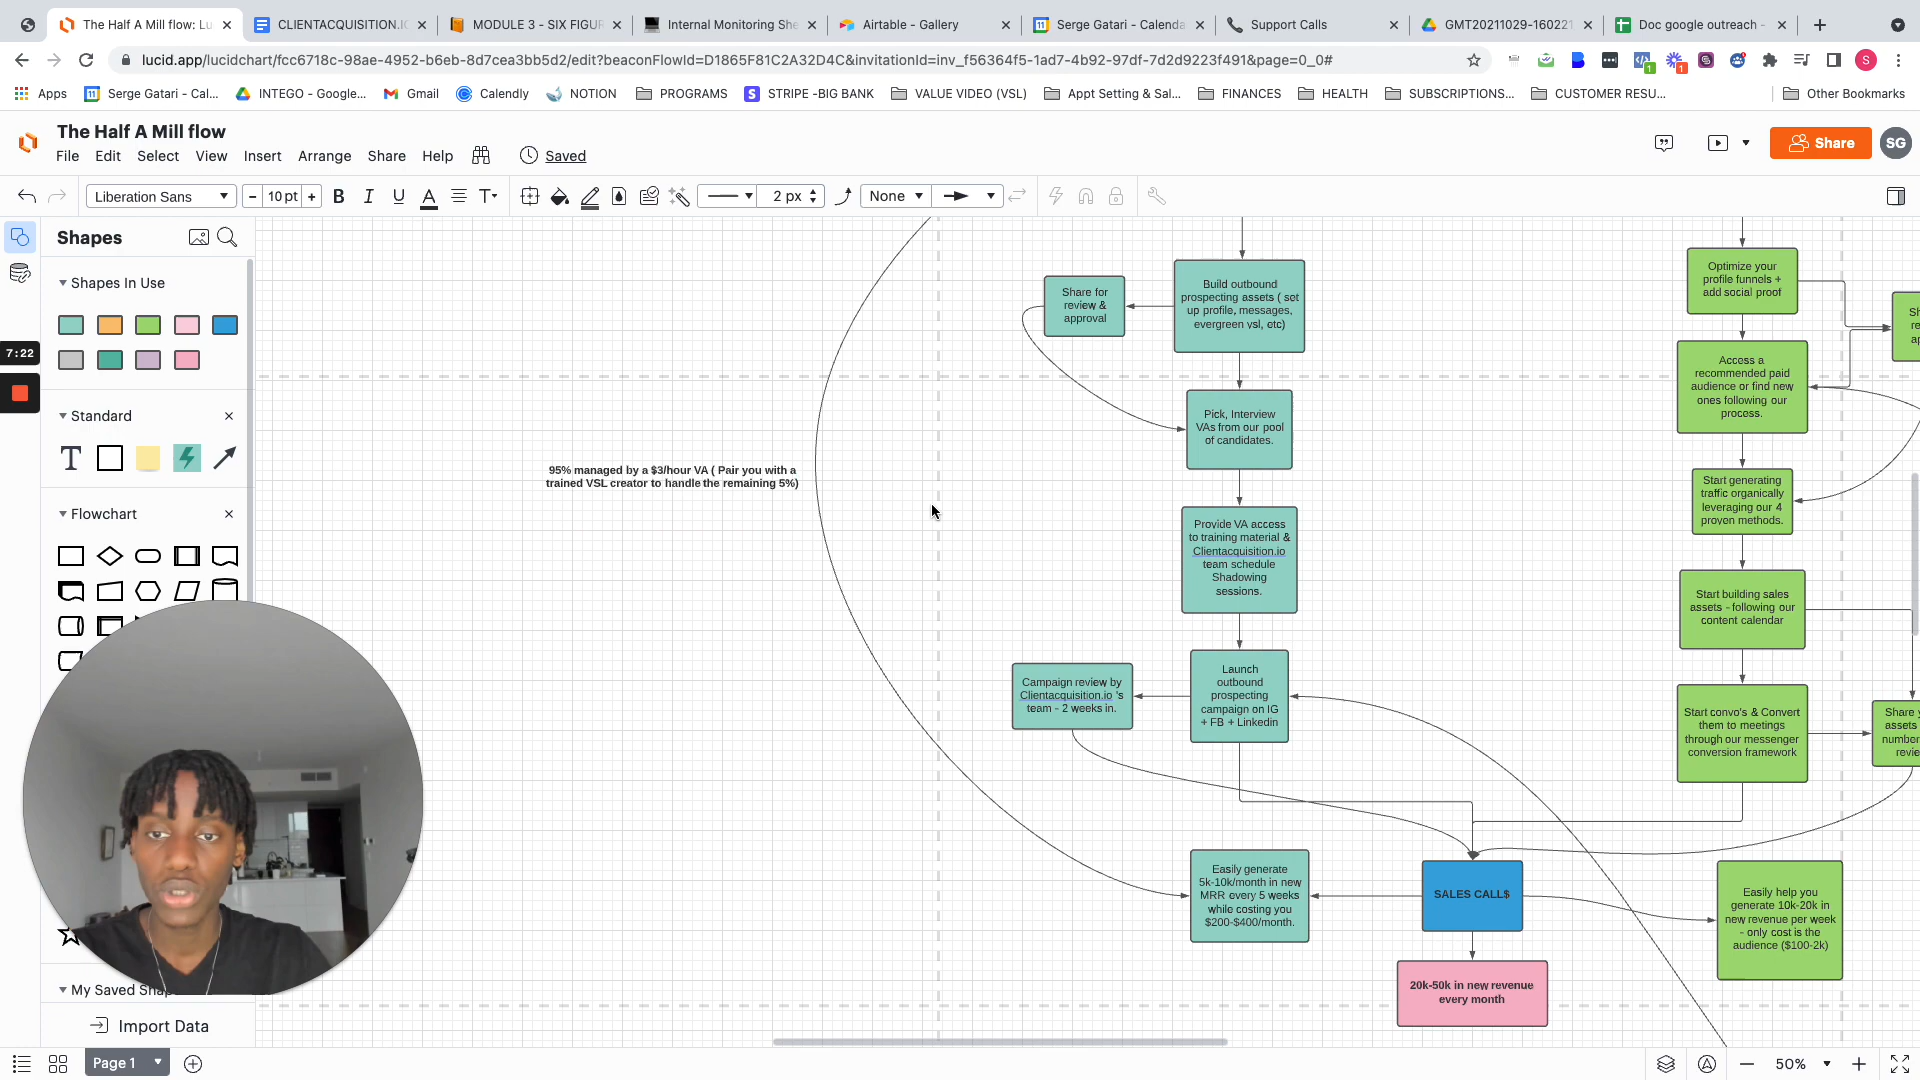 The Half A Mill flow: Lu
CLIENTACQUISITION.IO
MODULE 3 - SIX FIGUR
Internal Monitoring She
Airtable - Gallery
Serge Gatari - Calenda
Support Calls
GMT20211029-160221
Doc google outreach -
lucid.app/lucidchart/fcc6718c-98ae-4952-b6eb-8d7cea3bb5d2/edit?beaconFlowId=D1865F81C2A32D4C&invitationId=inv_f56364f5-1ad7-4b92-97df-7d2d9223f491&page=0_0#
1
1
S
Apps
Serge Gatari - Cal...
INTEGO - Google...
Gmail
Calendly
NOTION
PROGRAMS
STRIPE -BIG BANK
VALUE VIDEO (VSL)
Appt Setting & Sal...
FINANCES
HEALTH
SUBSCRIPTIONS...
CUSTOMER RESU...
Other Bookmarks
The Half A Mill flow
File Edit Select View Insert Arrange Share Help
Saved
Share
SG
Liberation Sans
10 pt
B I U A T
2 px
None
Shapes
Shapes In Use
7:22
Standard
T
Flowchart
My Saved Shap
Import Data
Page 1
50%
95% managed by a $3/hour VA ( Pair you with a
trained VSL creator to handle the remaining 5%)
Share for
review &
approval
Build outbound
prospecting assets ( set
up profile, messages,
evergreen vsl, etc)
Pick, Interview
VAs from our pool
of candidates.
Provide VA access
to training material &
Clientacquisition.io
team schedule
Shadowing
sessions.
Campaign review by
Clientacquisition.io 's
team - 2 weeks in.
Launch
outbound
prospecting
campaign on IG
+ FB + Linkedin
Easily generate
5k-10k/month in new
MRR every 5 weeks
while costing you
$200-$400/month.
SALES CALL$
20k-50k in new revenue
every month
Optimize your
profile funnels +
add social proof
Access a
recommended paid
audience or find new
ones following our
process.
Start generating
traffic organically
leveraging our 4
proven methods.
Start building sales
assets - following our
content calendar
Start convo's & Convert
them to meetings
through our messenger
conversion framework
Easily help you
generate 10k-20k in
new revenue per week
- only cost is the
audience ($100-2k)
Sh
re
ap
Share y
assets
number
revie